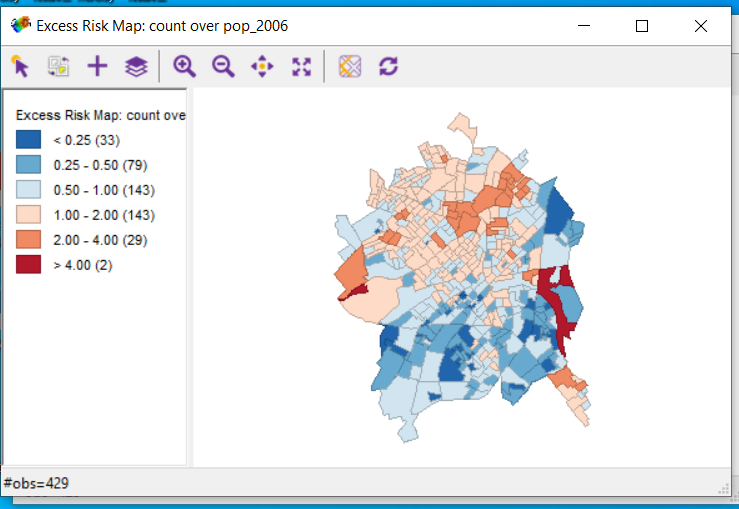 Excess Risk Map: count over pop_2006
Excess Risk Map: count ove
< 0.25 (33)
0.25 - 0.50 (79)
0.50 - 1.00 (143)
1.00 - 2.00 (143)
2.00 - 4.00 (29)
> 4.00 (2)
#obs=429